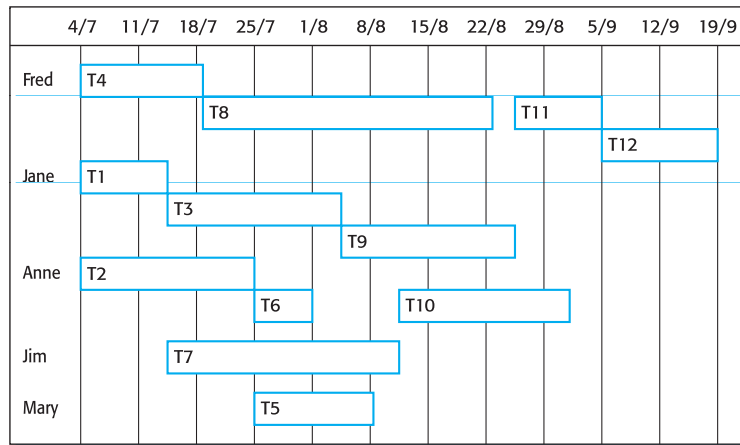 4/7 11/7 18/7 25/7 1/8 8/8 15/8 22/8 29/8 5/9 12/9 19/9
Fred T4
T8 T11
T12
Jane T1
T3
T9
Anne T2
T6 T10
Jim T7
Mary T5